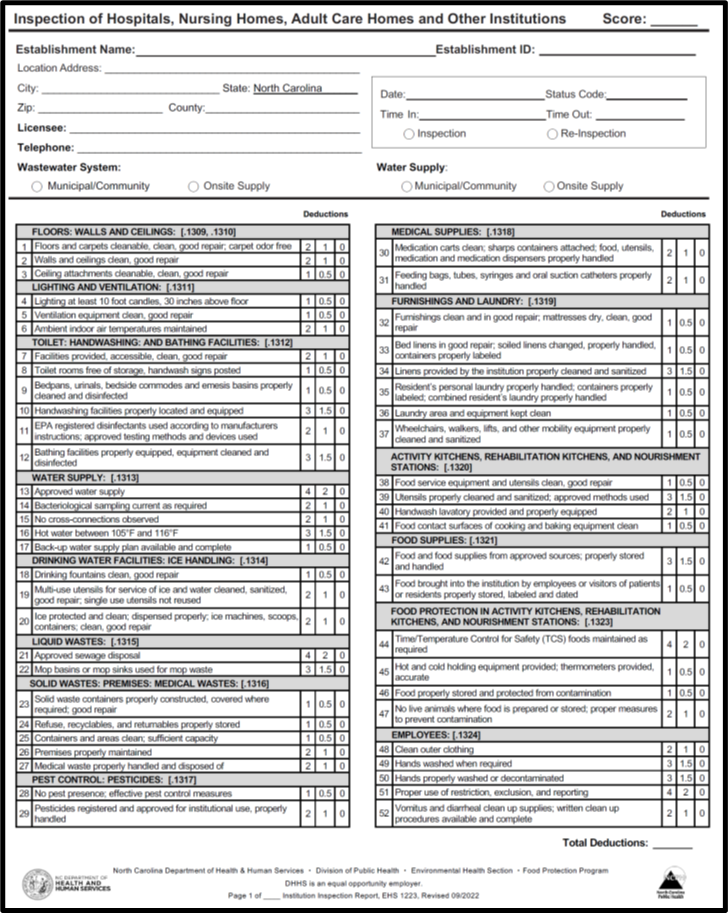 Inspection of Hospitals, Nursing Homes, Adult Care Homes and Other Institutions Score: ______
Establishment Name: Establishment ID:
Location Address:
City: State: North Carolina
Zip: County:
Licensee:
Telephone:
Date: Status Code:
Time In: Time Out:
Inspection Re-Inspection
Wastewater System:
Municipal/Community Onsite Supply
Water Supply:
Municipal/Community Onsite Supply
Deductions
FLOORS: WALLS AND CEILINGS: [.1309, .1310]
1 Floors and carpets cleanable, clean, good repair; carpet odor free 2 1 0
2 Walls and ceilings clean, good repair 2 1 0
3 Ceiling attachments cleanable, clean, good repair 1 0.5 0
LIGHTING AND VENTILATION: [.1311]
4 Lighting at least 10 foot candles, 30 inches above floor 1 0.5 0
5 Ventilation equipment clean, good repair 1 0.5 0
6 Ambient indoor air temperatures maintained 2 1 0
TOILET: HANDWASHING: AND BATHING FACILITIES: [.1312]
7 Facilities provided, accessible, clean, good repair 2 1 0
8 Toilet rooms free of storage, handwash signs posted 1 0.5 0
9 Bedpans, urinals, bedside commodes and emesis basins properly
cleaned and disinfected 1 0.5 0
10 Handwashing facilities properly located and equipped 3 1.5 0
11 EPA registered disinfectants used according to manufacturers
instructions; approved testing methods and devices used 2 1 0
12 Bathing facilities properly equipped, equipment cleaned and
disinfected 3 1.5 0
WATER SUPPLY: [.1313]
13 Approved water supply 4 2 0
14 Bacteriological sampling current as required 2 1 0
15 No cross-connections observed 2 1 0
16 Hot water between 105°F and 116°F 3 1.5 0
17 Back-up water supply plan available and complete 1 0.5 0
DRINKING WATER FACILITIES: ICE HANDLING: [.1314]
18 Drinking fountains clean, good repair 1 0.5 0
19 Multi-use utensils for service of ice and water cleaned, sanitized,
good repair; single use utensils not reused 2 1 0
20 Ice protected and clean; dispensed properly; ice machines, scoops,
containers; clean, good repair 2 1 0
LIQUID WASTES: [.1315]
21 Approved sewage disposal 4 2 0
22 Mop basins or mop sinks used for mop waste 3 1.5 0
SOLID WASTES: PREMISES: MEDICAL WASTES: [.1316]
23 Solid waste containers properly constructed, covered where
required; good repair 1 0.5 0
24 Refuse, recyclables, and returnables properly stored 1 0.5 0
25 Containers and areas clean; sufficient capacity 1 0.5 0
26 Premises properly maintained 2 1 0
27 Medical waste properly handled and disposed of 2 1 0
PEST CONTROL: PESTICIDES: [.1317]
28 No pest presence; effective pest control measures 1 0.5 0
29 Pesticides registered and approved for institutional use, properly
handled 2 1 0
Deductions
MEDICAL SUPPLIES: [.1318]
30 Medication carts clean; sharps containers attached; food, utensils,
medication and medication dispensers properly handled 2 1 0
31 Feeding bags, tubes, syringes and oral suction catheters properly
handled 2 1 0
FURNISHINGS AND LAUNDRY: [.1319]
32 Furnishings clean and in good repair; mattresses dry, clean, good
repair 1 0.5 0
33 Bed linens in good repair; soiled linens changed, properly handled,
containers properly labeled 1 0.5 0
34 Linens provided by the institution properly cleaned and sanitized 3 1.5 0
35 Resident's personal laundry properly handled; containers properly
labeled; combined resident's laundry properly handled 1 0.5 0
36 Laundry area and equipment kept clean 1 0.5 0
37 Wheelchairs, walkers, lifts, and other mobility equipment properly
cleaned and sanitized 1 0.5 0
ACTIVITY KITCHENS, REHABILITATION KITCHENS, AND NOURISHMENT
STATIONS: [.1320]
38 Food service equipment and utensils clean, good repair 1 0.5 0
39 Utensils properly cleaned and sanitized; approved methods used 3 1.5 0
40 Handwash lavatory provided and properly equipped 2 1 0
41 Food contact surfaces of cooking and baking equipment clean 1 0.5 0
FOOD SUPPLIES: [.1321]
42 Food and food supplies from approved sources; properly stored
and handled 3 1.5 0
43 Food brought into the institution by employees or visitors of patients
or residents properly stored, labeled and dated 1 0.5 0
FOOD PROTECTION IN ACTIVITY KITCHENS, REHABILITATION
KITCHENS, AND NOURISHMENT STATIONS: [.1323]
44 Time/Temperature Control for Safety (TCS) foods maintained as
required 4 2 0
45 Hot and cold holding equipment provided; thermometers provided,
accurate 1 0.5 0
46 Food properly stored and protected from contamination 1 0.5 0
47 No live animals where food is prepared or stored; proper measures
to prevent contamination 2 1 0
EMPLOYEES: [.1324]
48 Clean outer clothing 2 1 0
49 Hands washed when required 3 1.5 0
50 Hands properly washed or decontaminated 3 1.5 0
51 Proper use of restriction, exclusion, and reporting 4 2 0
52 Vomitus and diarrheal clean up supplies; written clean up
procedures available and complete 2 1 0
Total Deductions: ______
NC DEPARTMENT OF
HEALTH AND
HUMAN SERVICES
North Carolina Department of Health & Human Services • Division of Public Health • Environmental Health Section • Food Protection Program
DHHS is an equal opportunity employer.
Page 1 of ____ Institution Inspection Report, EHS 1223, Revised 09/2022
North Carolina
Public Health